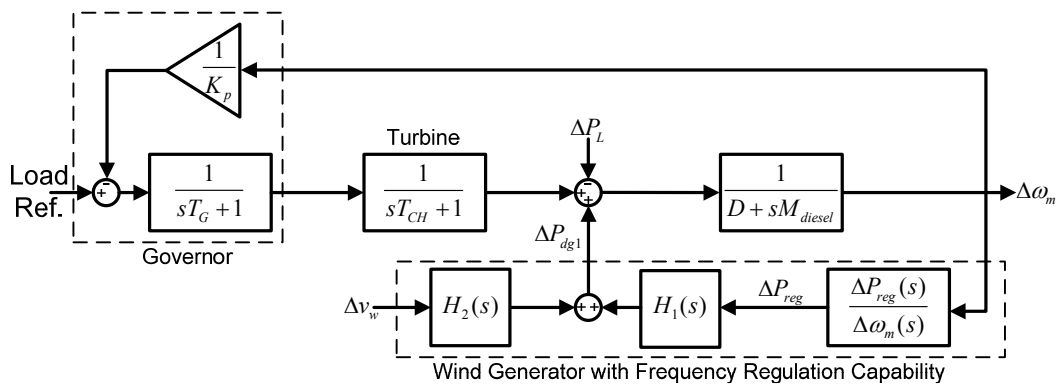 1
K_p
Turbine
ΔP_L
Load
Ref.
-
+
1
sT_G + 1
1
sT_CH + 1
-
+
+
1
D + sM_diesel
Δω_m
Governor
ΔP_dg1
Δv_w
H_2(s)
+ +
H_1(s)
ΔP_reg
ΔP_reg(s)
Δω_m(s)
Wind Generator with Frequency Regulation Capability